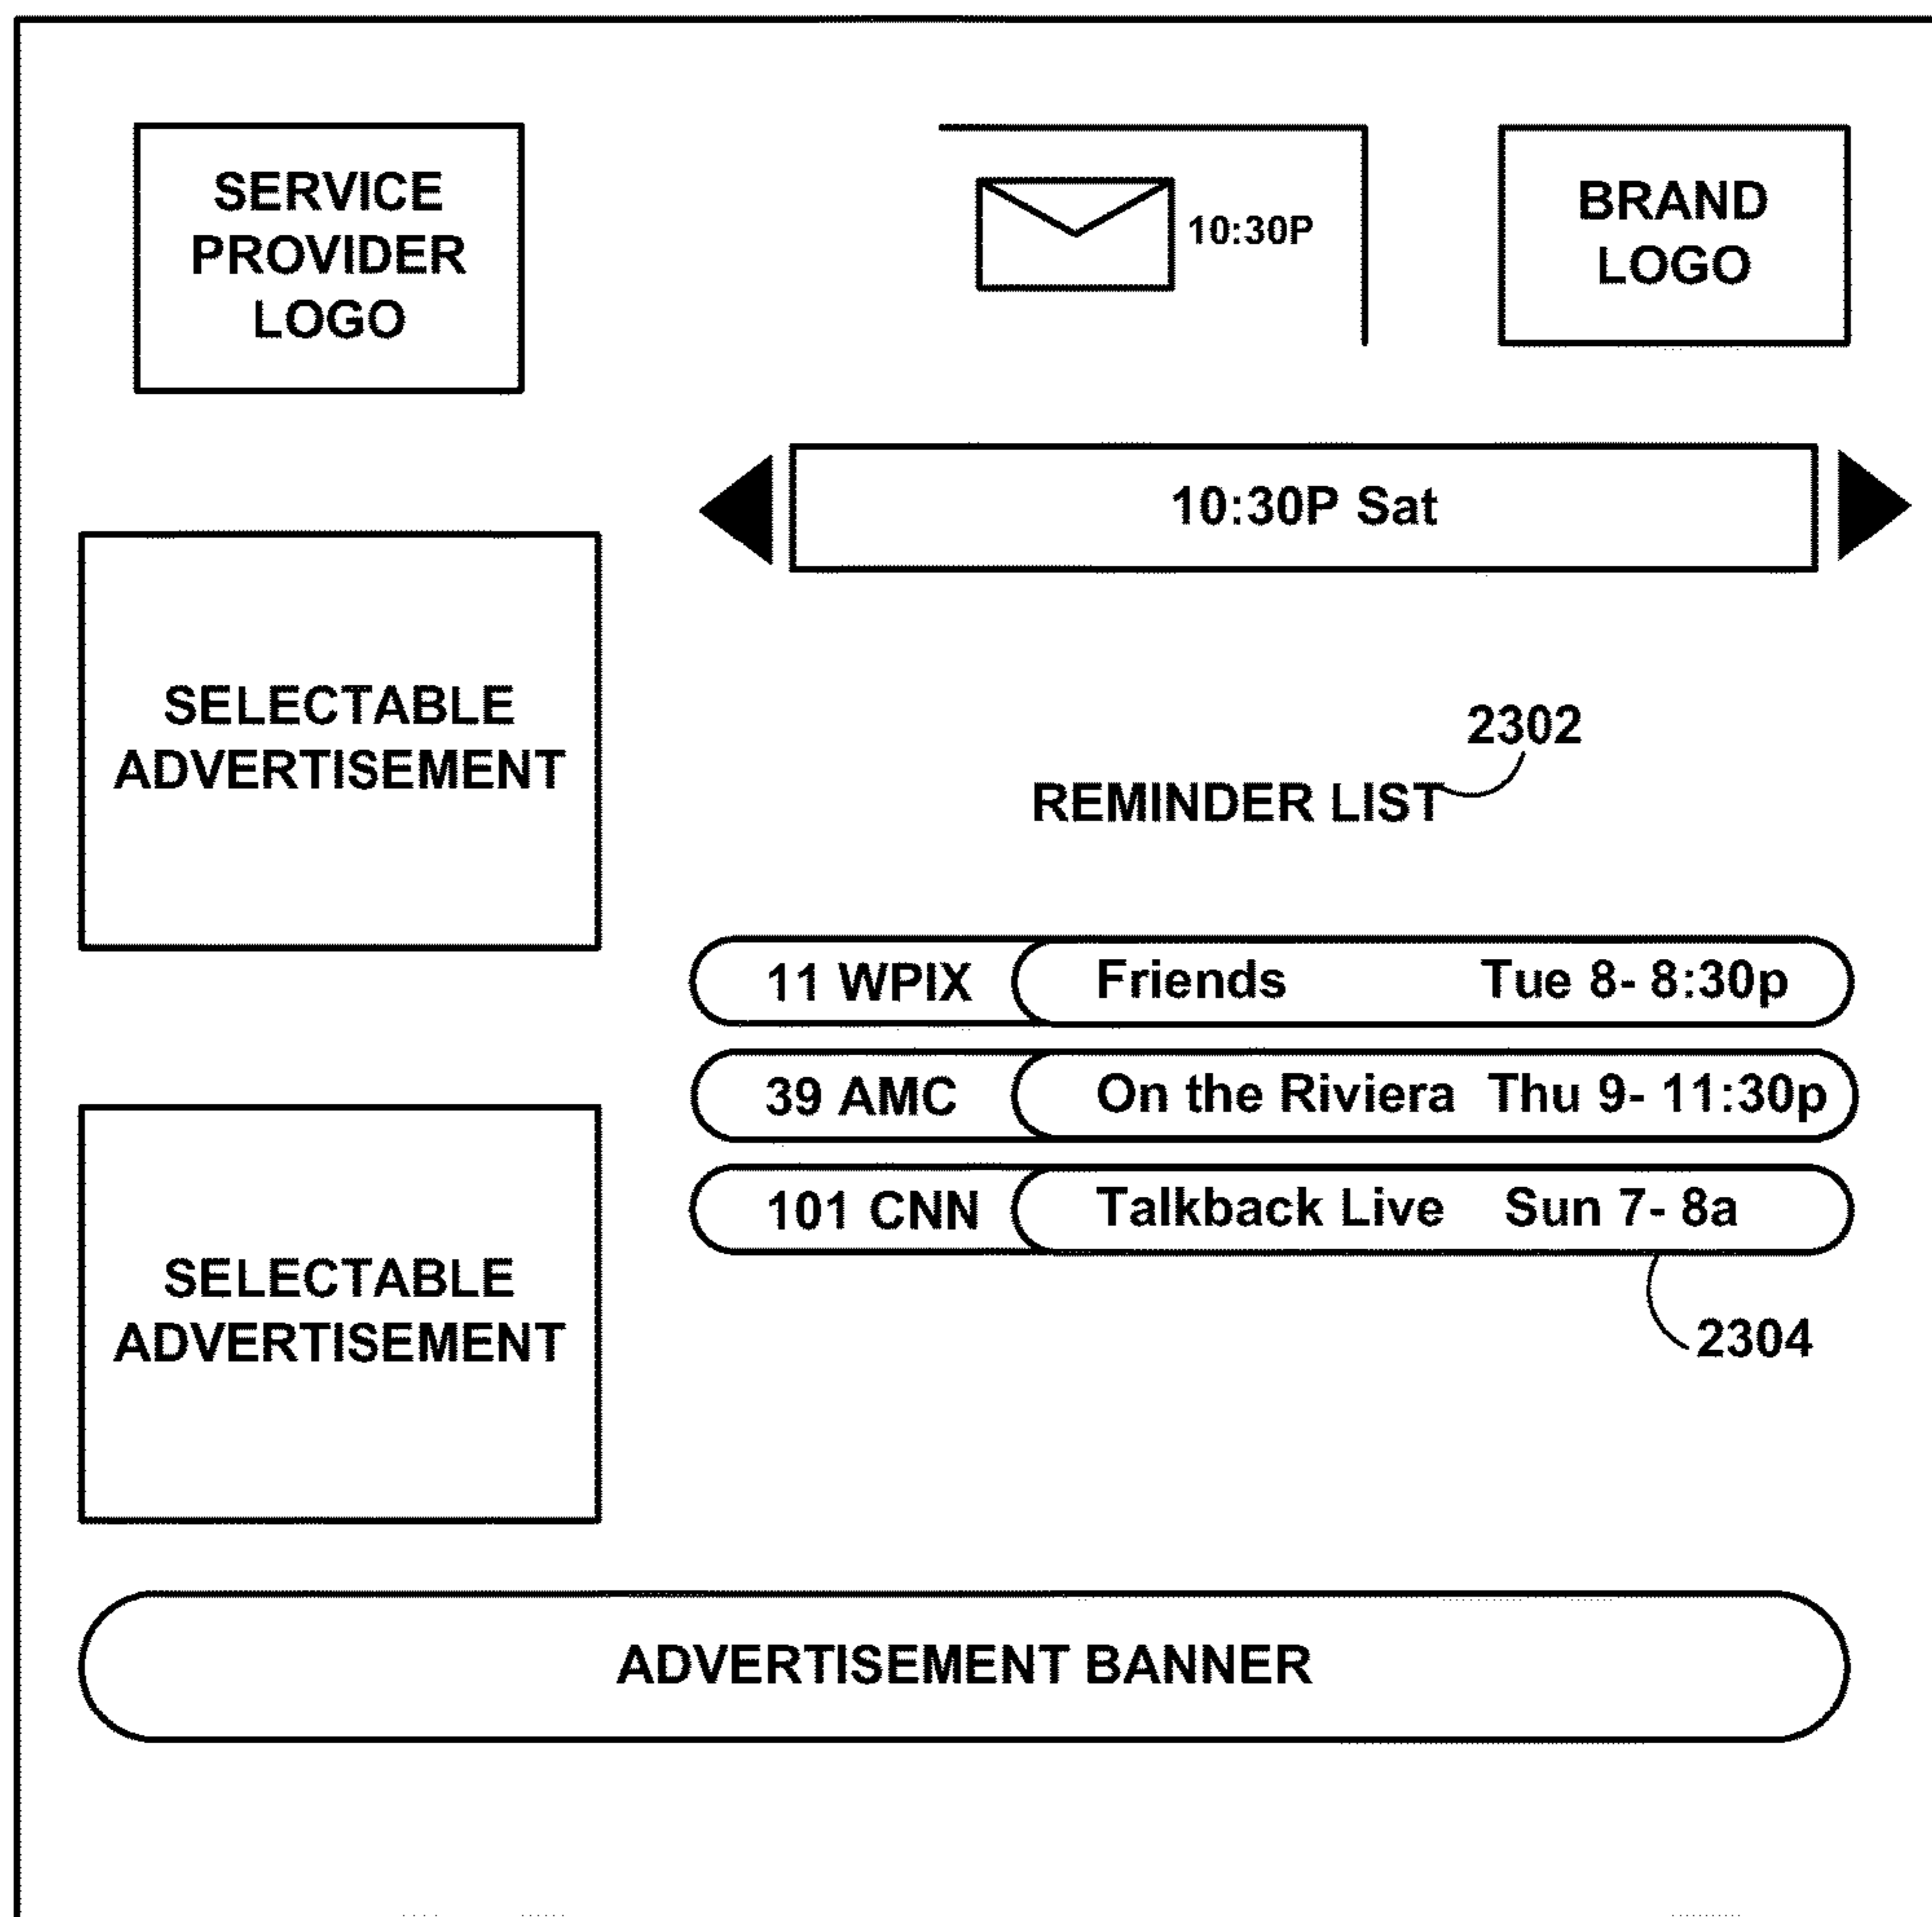 SERVICE
PROVIDER
LOGO
10:30P
BRAND
LOGO
10:30P Sat
SELECTABLE
ADVERTISEMENT
2302
REMINDER LIST
11 WPIX Friends Tue 8- 8:30p
39 AMC On the Riviera Thu 9- 11:30p
101 CNN Talkback Live Sun 7- 8a
2304
SELECTABLE
ADVERTISEMENT
ADVERTISEMENT BANNER